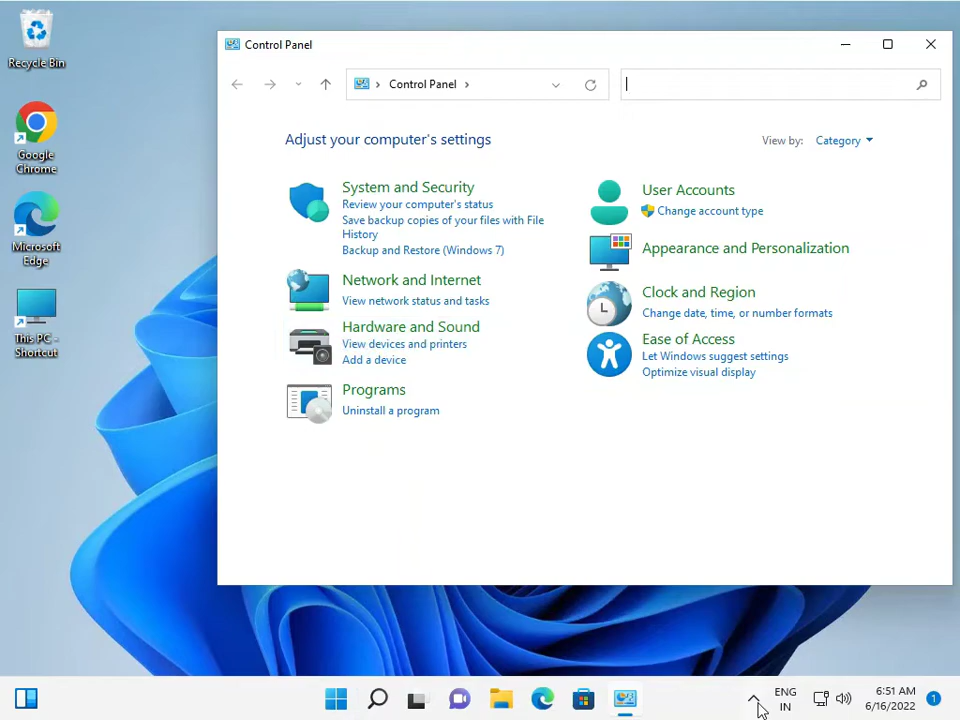 Recycle Bin
Google
Chrome
Microsoft
Edge
This PC -
Shortcut
Control Panel
Control Panel
Adjust your computer's settings
View by: Category
System and Security
Review your computer's status
Save backup copies of your files with File
History
Backup and Restore (Windows 7)
Network and Internet
View network status and tasks
Hardware and Sound
View devices and printers
Add a device
Programs
Uninstall a program
User Accounts
Change account type
Appearance and Personalization
Clock and Region
Change date, time, or number formats
Ease of Access
Let Windows suggest settings
Optimize visual display
ENG
IN
6:51 AM
6/16/2022
1